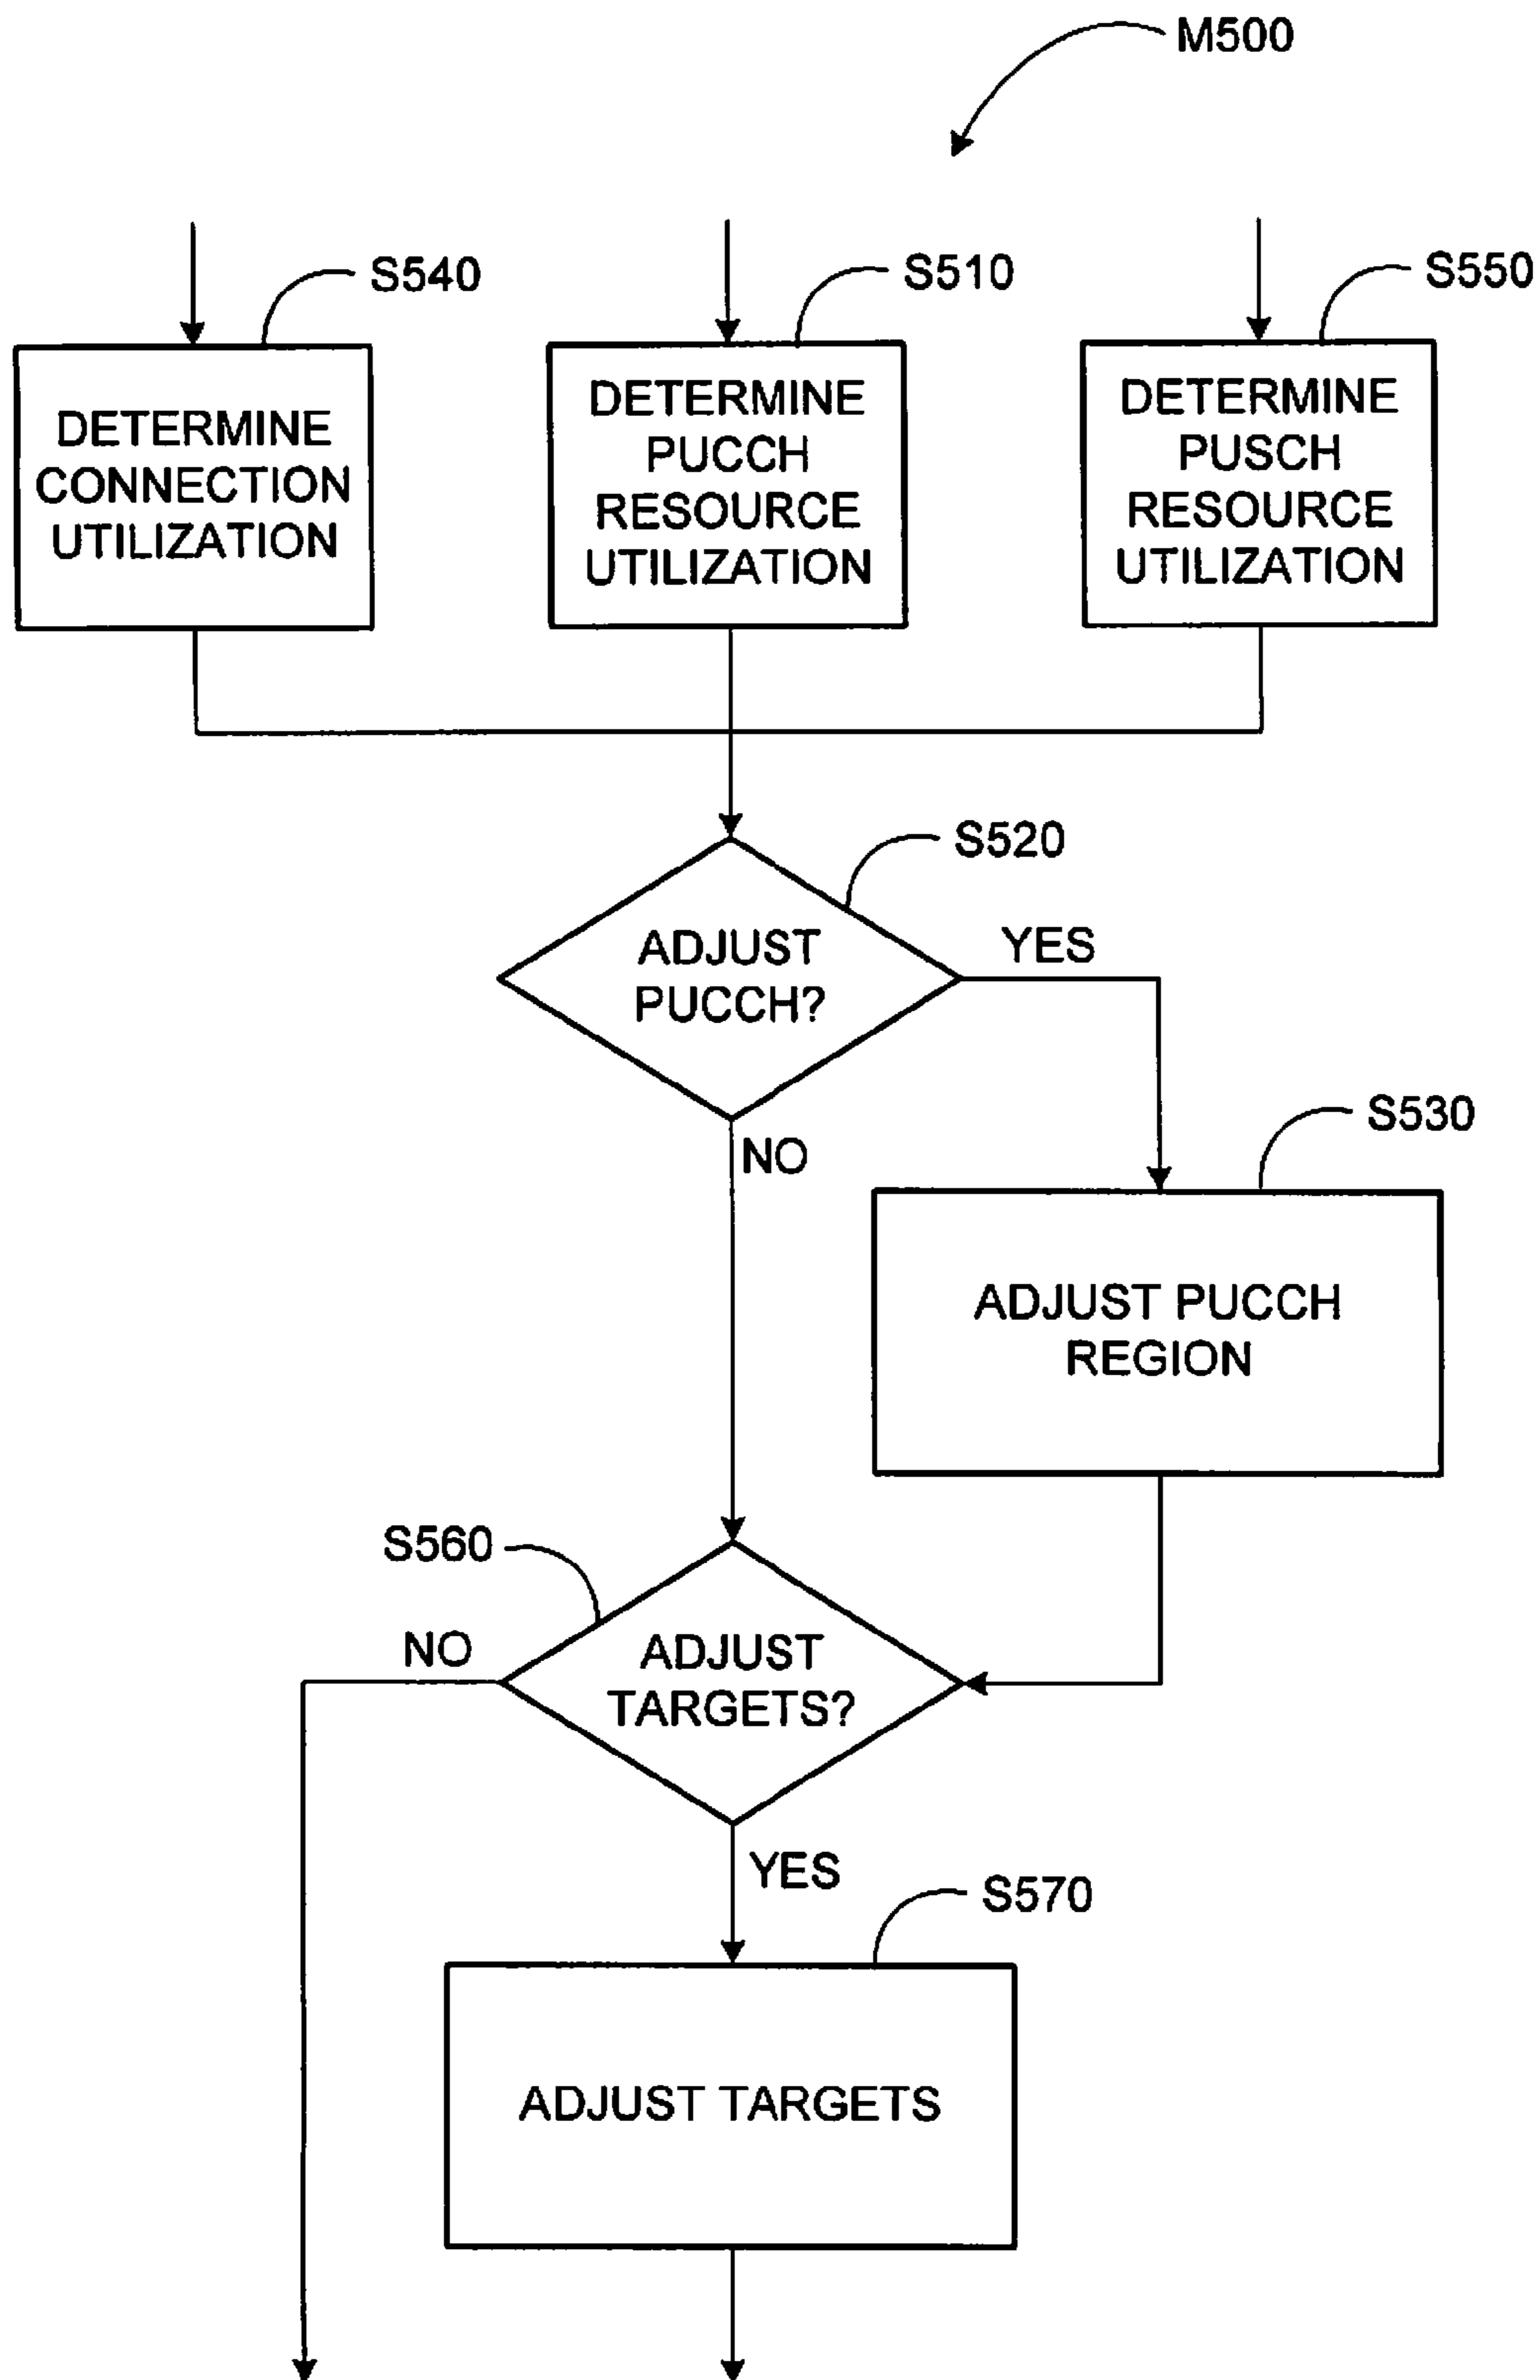 M500
S540
S510
S550
DETERMINE
CONNECTION
UTILIZATION
DETERMINE
PUCCH
RESOURCE
UTILIZATION
DETERMINE
PUSCH
RESOURCE
UTILIZATION
S520
ADJUST
PUCCH?
YES
NO
S530
ADJUST PUCCH
REGION
S560
NO
ADJUST
TARGETS?
YES
S570
ADJUST TARGETS